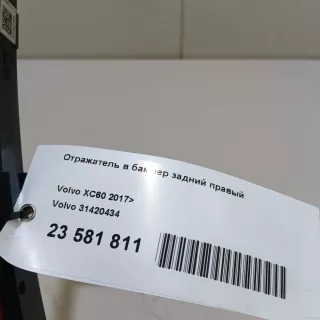 Отражатель в бампер задний правый
Volvo XC60 2017>
Volvo 31420434
23 581 811